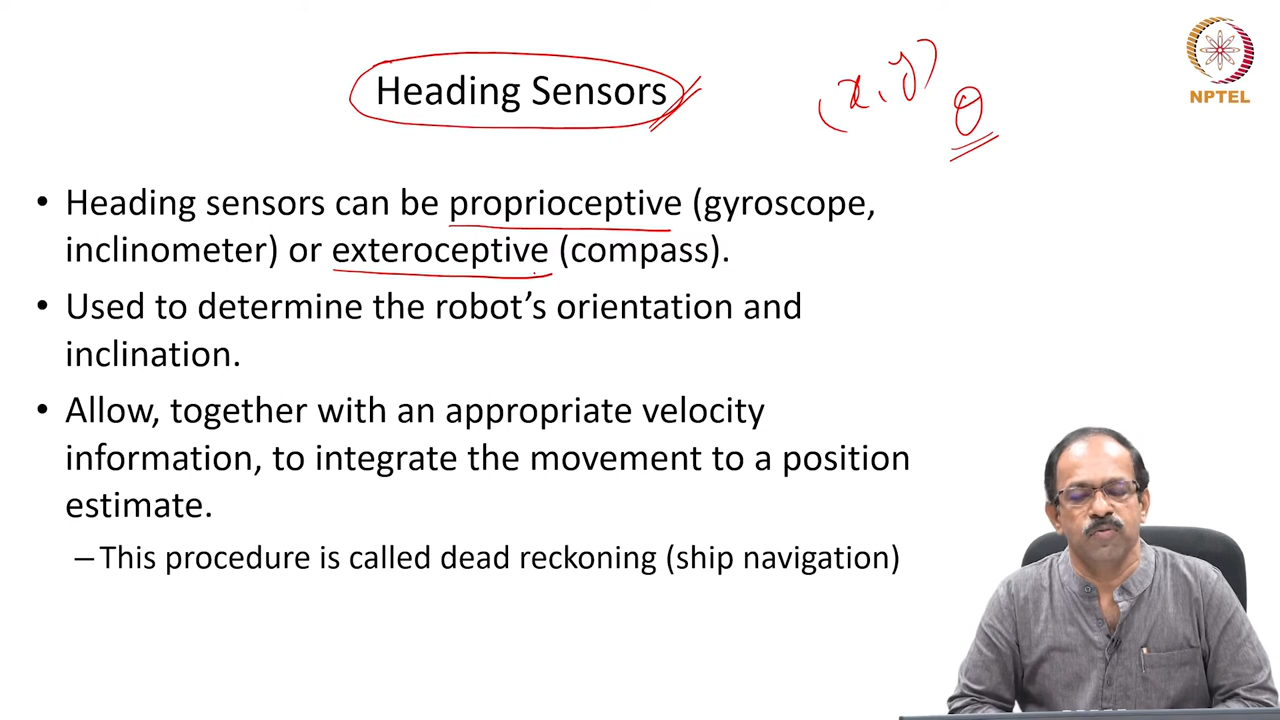 Heading Sensors
(x, y) θ
NPTEL
• Heading sensors can be proprioceptive (gyroscope,
inclinometer) or exteroceptive (compass).
• Used to determine the robot’s orientation and
inclination.
• Allow, together with an appropriate velocity
information, to integrate the movement to a position
estimate.
– This procedure is called dead reckoning (ship navigation)